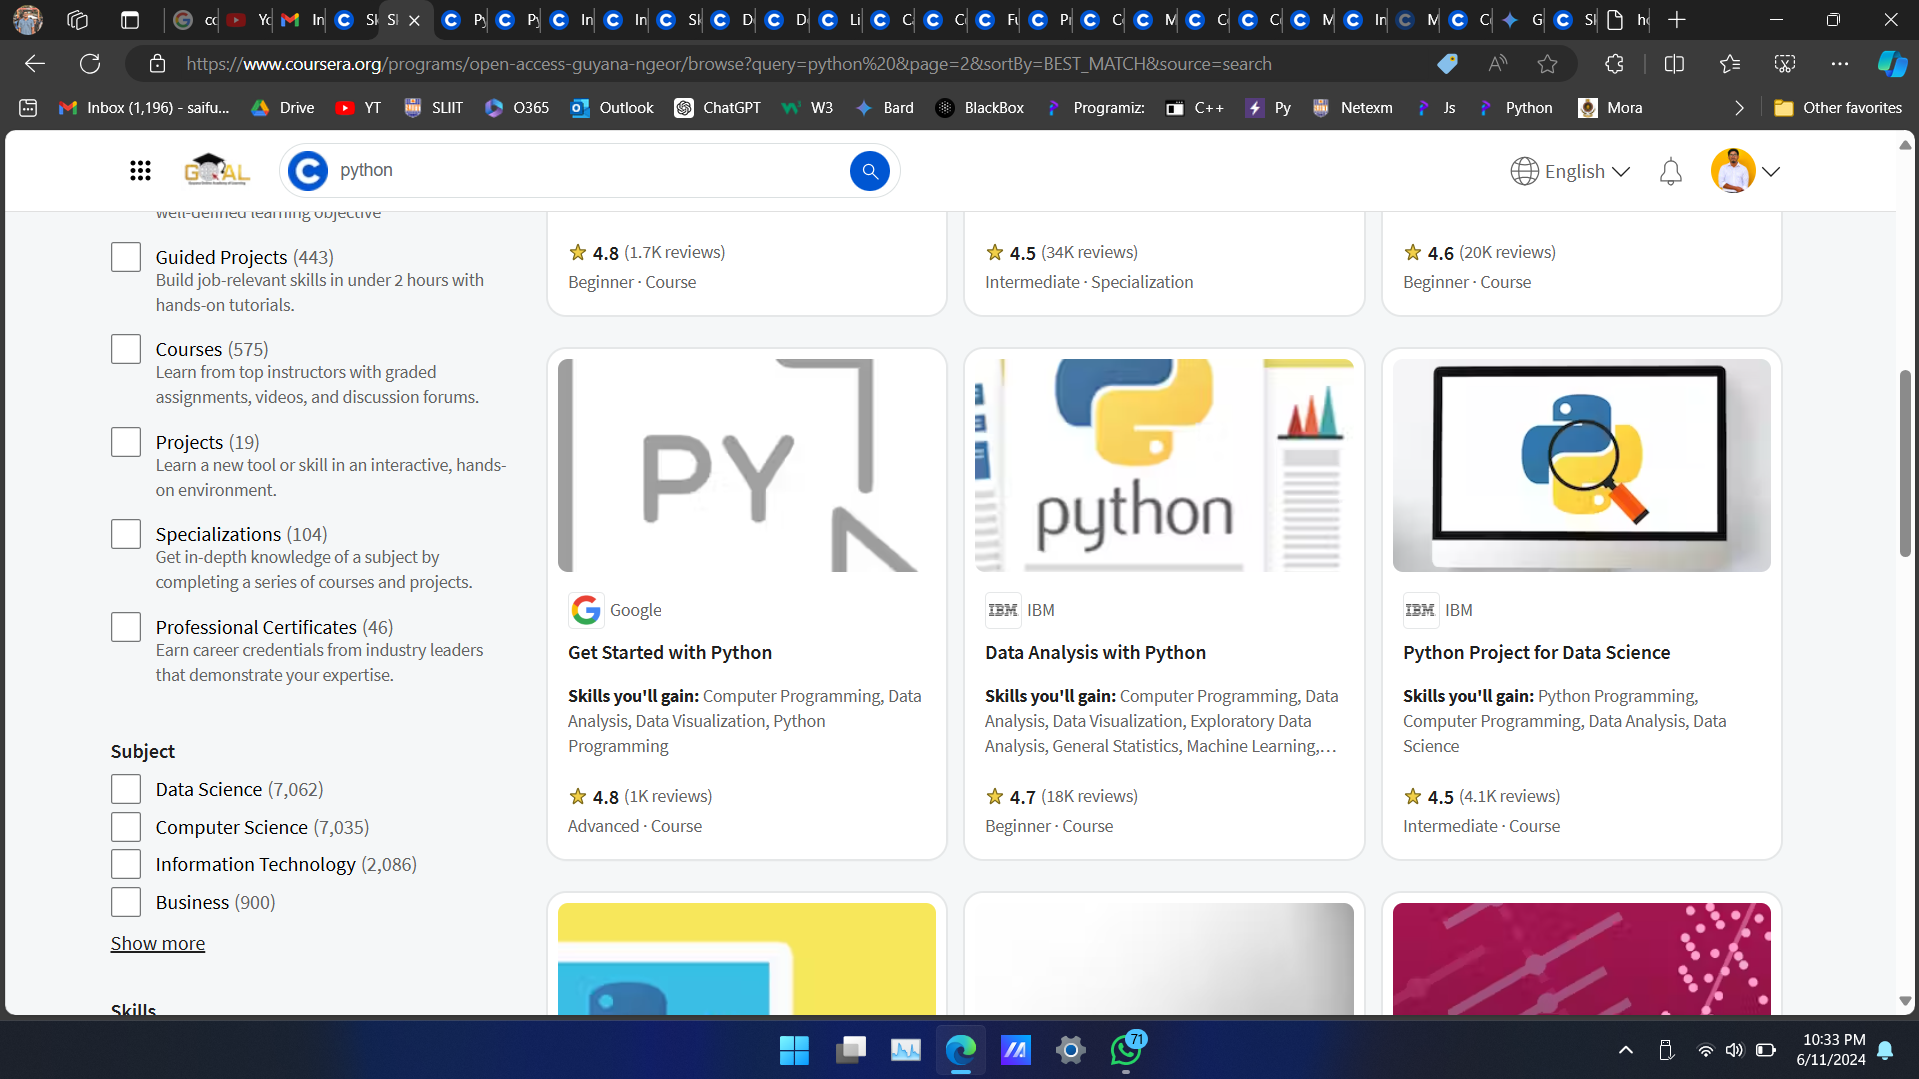 https://www.coursera.org/programs/open-access-guyana-ngeor/browse?query=python%20&page=2&sortBy=BEST_MATCH&source=search
Inbox (1,196) - saifu...
Drive
YT
SLIIT
O365
Outlook
ChatGPT
W3
Bard
BlackBox
Programiz:
C++
Py
Netexm
Js
Python
Mora
Other favorites
GOAL
python
English
well-defined learning objective
Guided Projects (443)
Build job-relevant skills in under 2 hours with
hands-on tutorials.
Courses (575)
Learn from top instructors with graded
assignments, videos, and discussion forums.
Projects (19)
Learn a new tool or skill in an interactive, hands-
on environment.
Specializations (104)
Get in-depth knowledge of a subject by
completing a series of courses and projects.
Professional Certificates (46)
Earn career credentials from industry leaders
that demonstrate your expertise.
Subject
Data Science (7,062)
Computer Science (7,035)
Information Technology (2,086)
Business (900)
Show more
Skills
4.8 (1.7K reviews)
Beginner · Course
4.5 (34K reviews)
Intermediate · Specialization
4.6 (20K reviews)
Beginner · Course
PY
Google
Get Started with Python
Skills you'll gain: Computer Programming, Data
Analysis, Data Visualization, Python
Programming
4.8 (1K reviews)
Advanced · Course
python
IBM IBM
Data Analysis with Python
Skills you'll gain: Computer Programming, Data
Analysis, Data Visualization, Exploratory Data
Analysis, General Statistics, Machine Learning,...
4.7 (18K reviews)
Beginner · Course
IBM IBM
Python Project for Data Science
Skills you'll gain: Python Programming,
Computer Programming, Data Analysis, Data
Science
4.5 (4.1K reviews)
Intermediate · Course
71
10:33 PM
6/11/2024